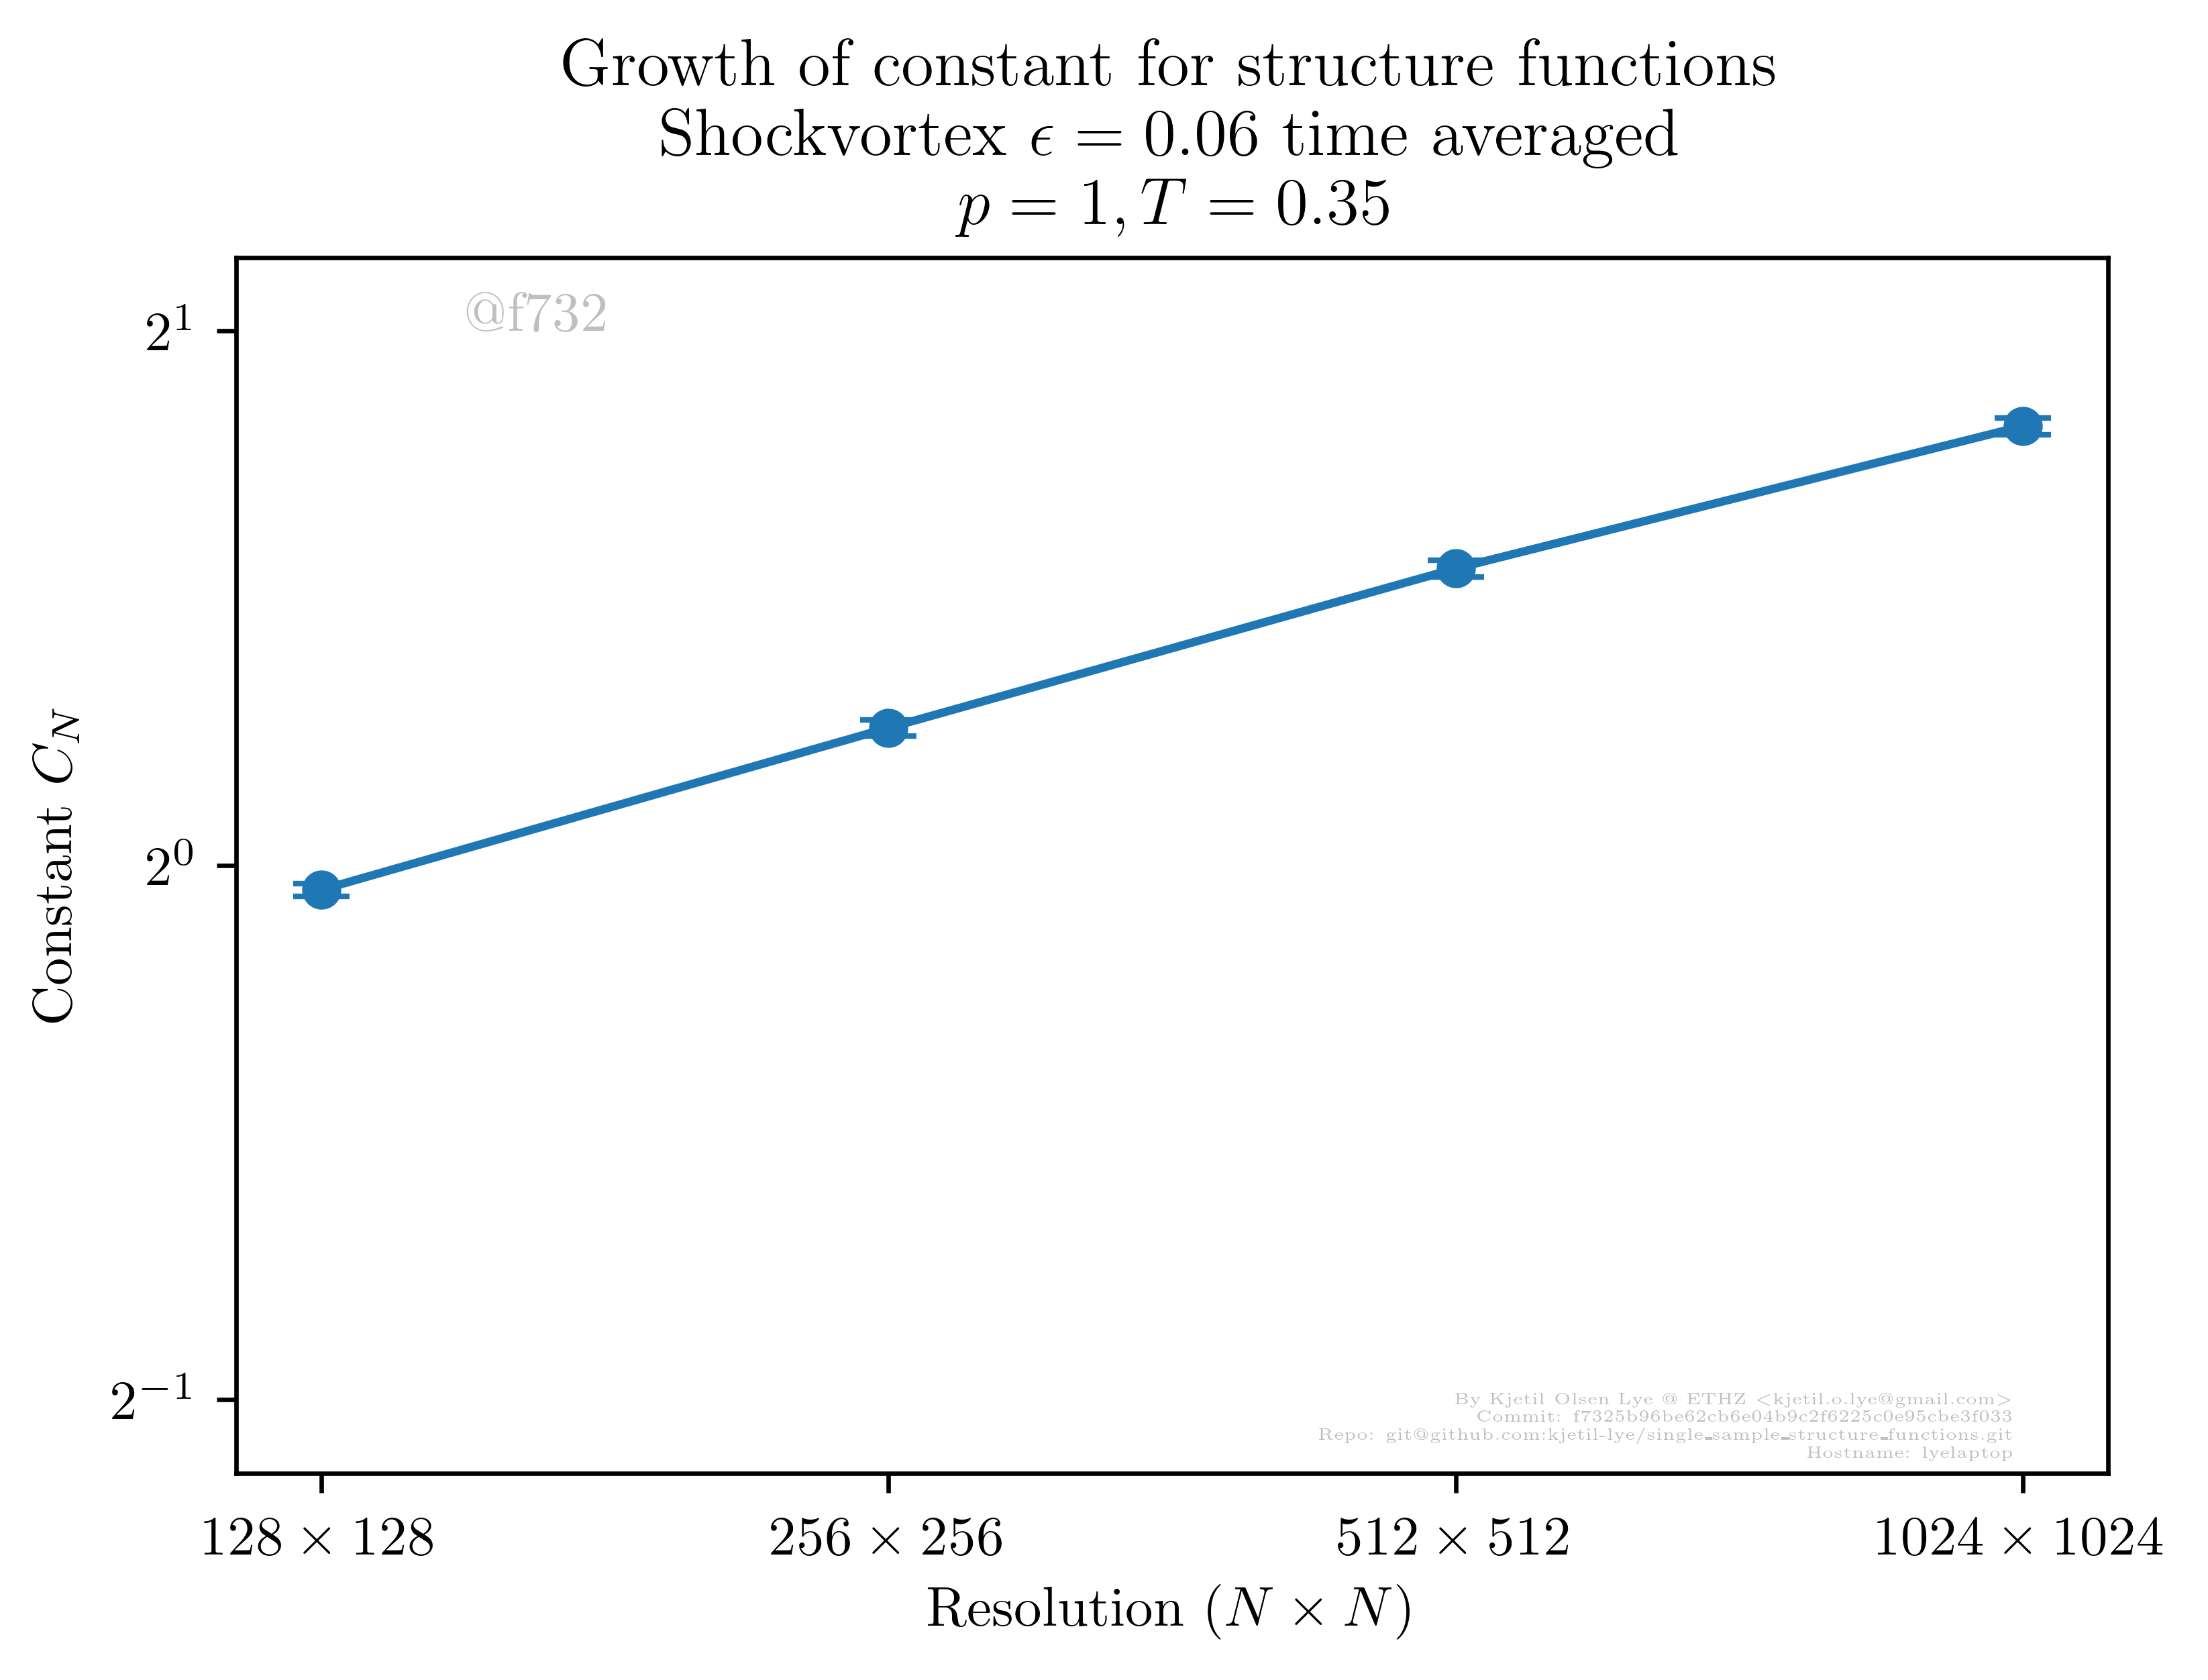 Growth of constant for structure functions
Shockvortex ϵ = 0.06 time averaged
p = 1, T = 0.35
@f732
2¹
2⁰
2⁻¹
Constant C_N
By Kjetil Olsen Lye @ ETHZ <kjetil.o.lye@gmail.com>
Commit: f7325b96be62cb6e04b9c2f6225c0e95cbe3f033
Repo: git@github.com:kjetil-lye/single_sample_structure_functions.git
Hostname: lyelaptop
128 × 128 256 × 256 512 × 512 1024 × 1024
Resolution (N × N)